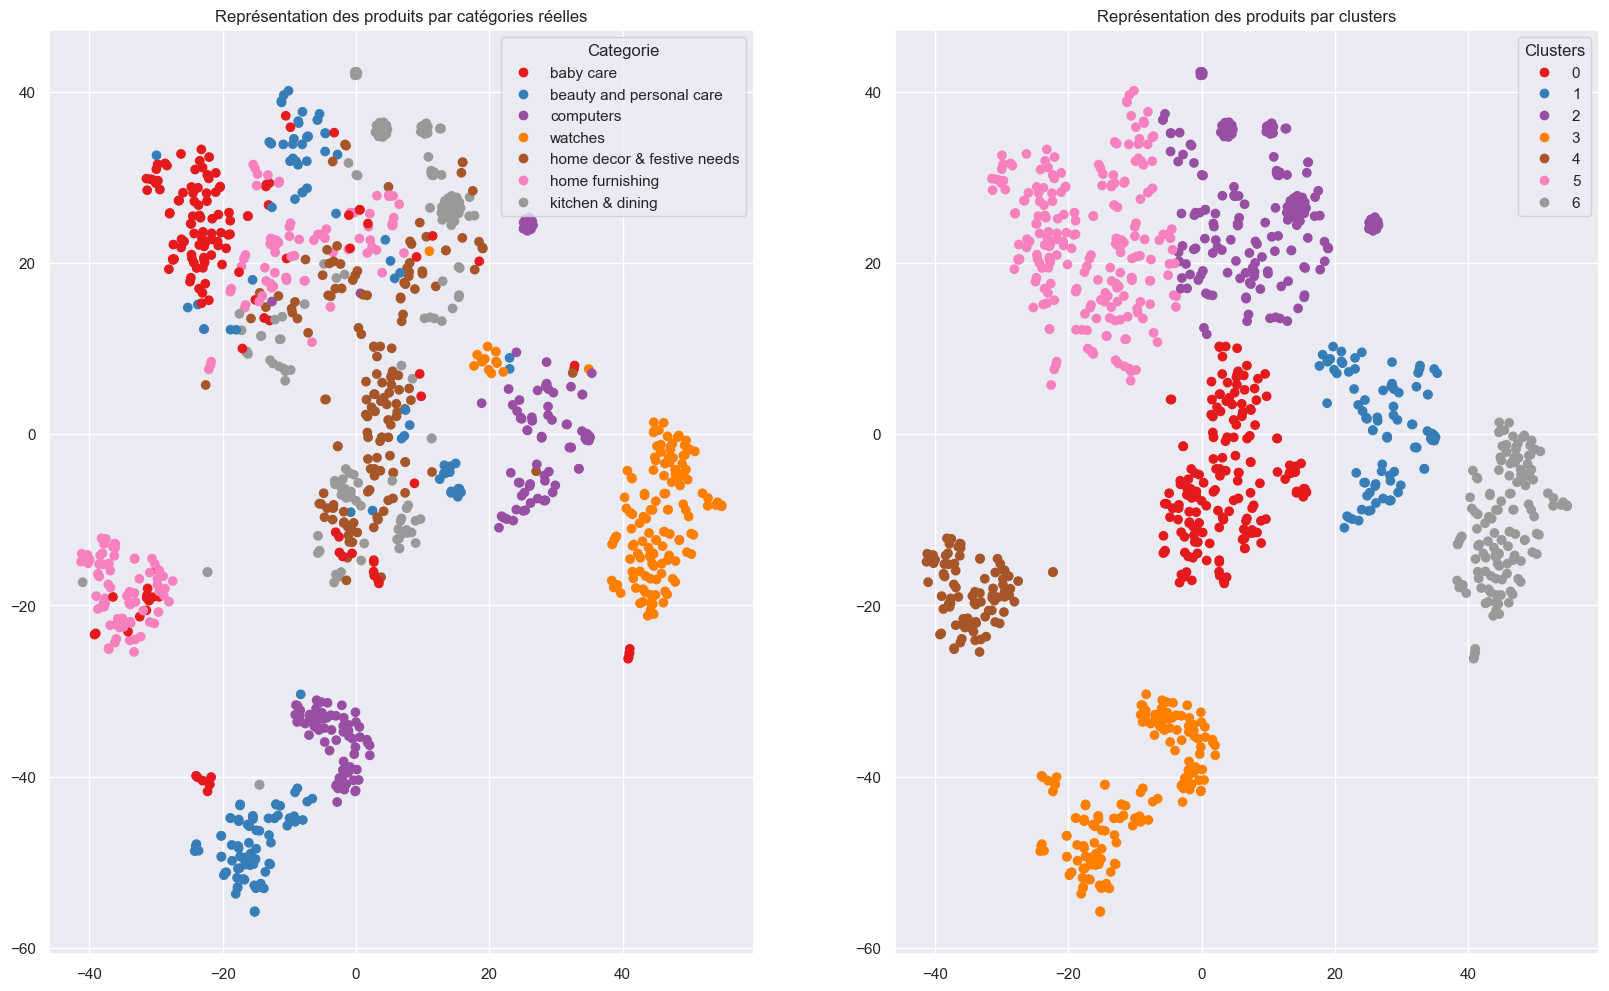 Représentation des produits par catégories réelles
Categorie
baby care
beauty and personal care
computers
watches
home decor & festive needs
home furnishing
kitchen & dining
40
20
0
−20
−40
−60
−40
−20
0
20
40
Représentation des produits par clusters
Clusters
0
1
2
3
4
5
6
40
20
0
−20
−40
−60
−40
−20
0
20
40